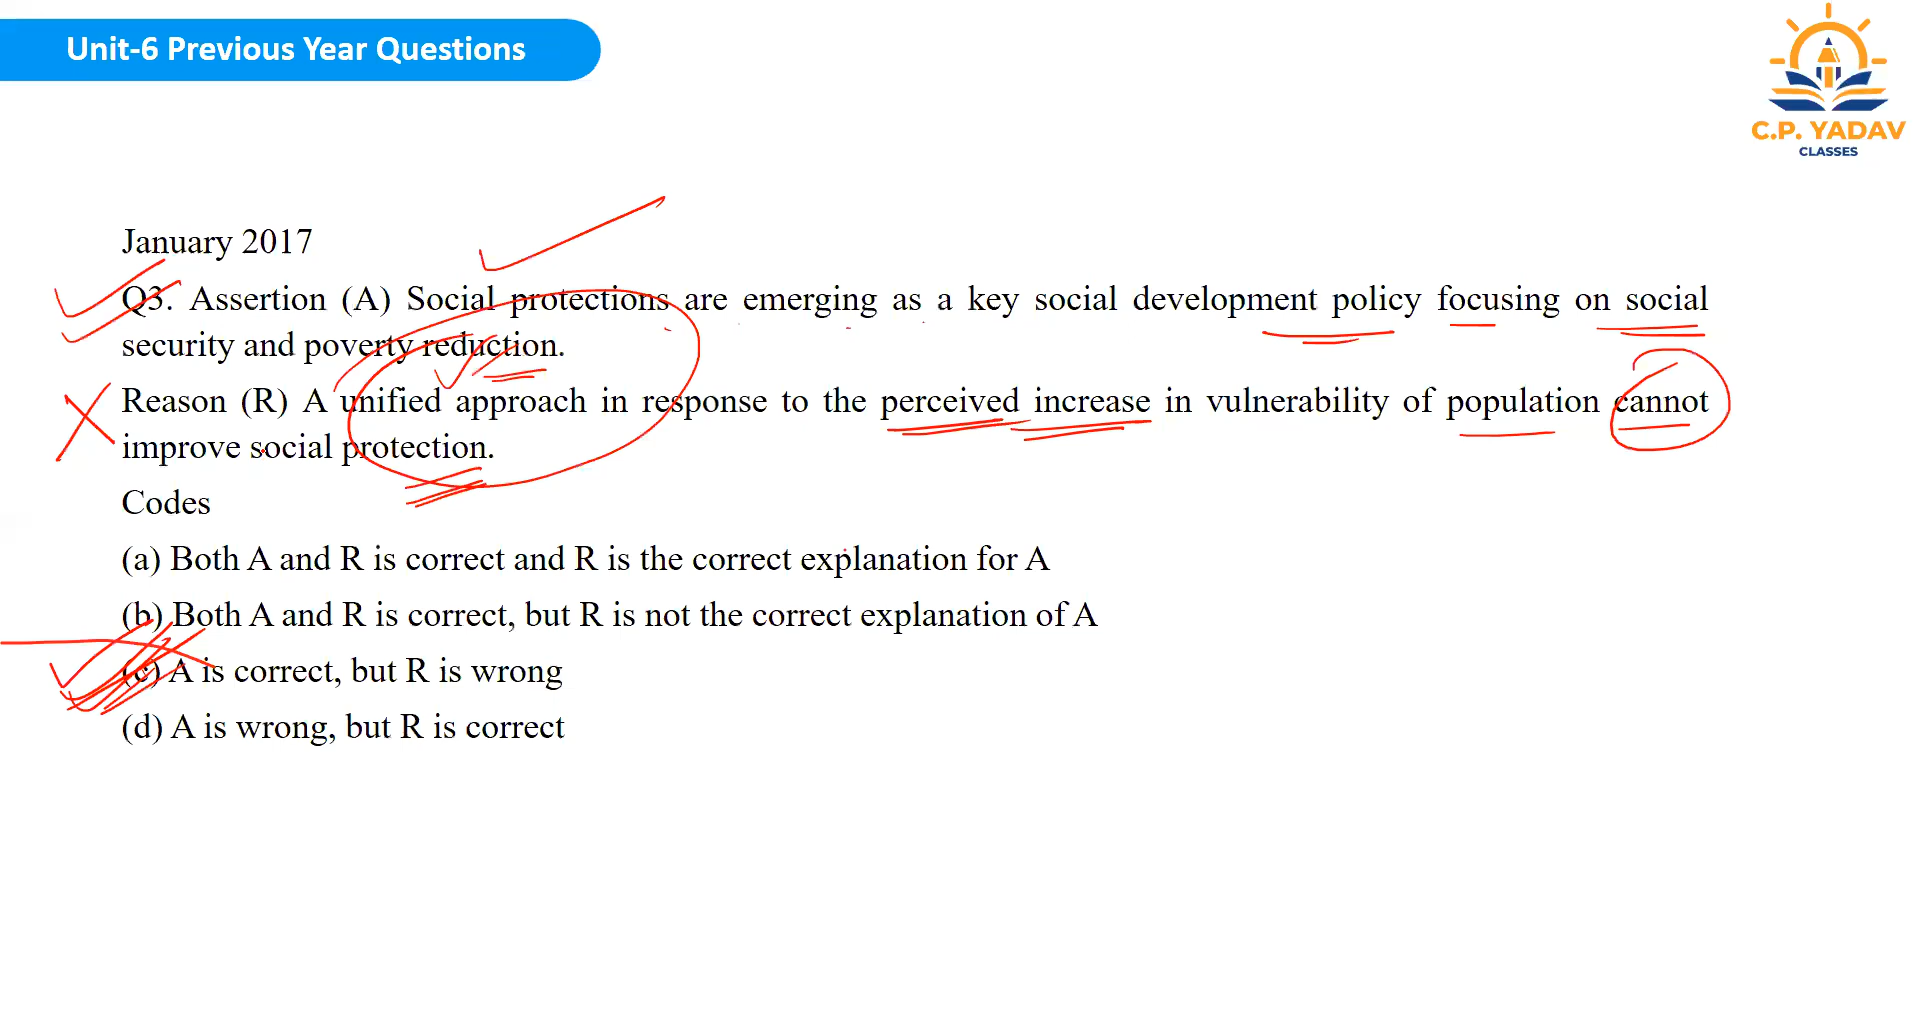 Unit-6 Previous Year Questions
C.P. YADAV
CLASSES
January 2017
Q3. Assertion (A) Social protections are emerging as a key social development policy focusing on social
security and poverty reduction.
Reason (R) A unified approach in response to the perceived increase in vulnerability of population cannot
improve social protection.
Codes
(a) Both A and R is correct and R is the correct explanation for A
(b) Both A and R is correct, but R is not the correct explanation of A
(c) A is correct, but R is wrong
(d) A is wrong, but R is correct